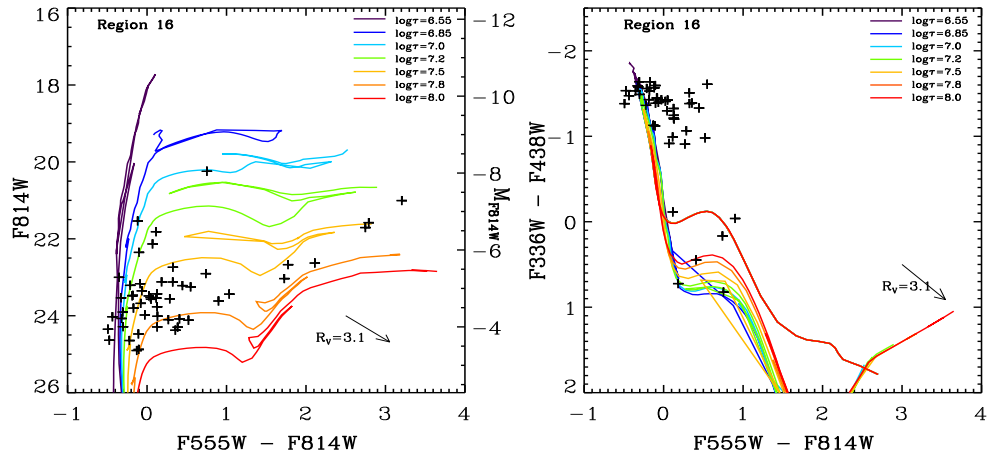 Region 16
logτ=6.55
logτ=6.85
logτ=7.0
logτ=7.2
logτ=7.5
logτ=7.8
logτ=8.0
16
18
20
22
24
26
F814W
−12
−10
−8
−6
−4
M_F814W
R_V=3.1
−1
0
1
2
3
4
F555W − F814W
Region 16
logτ=6.55
logτ=6.85
logτ=7.0
logτ=7.2
logτ=7.5
logτ=7.8
logτ=8.0
−2
−1
0
1
2
F336W − F438W
R_V=3.1
−1
0
1
2
3
4
F555W − F814W